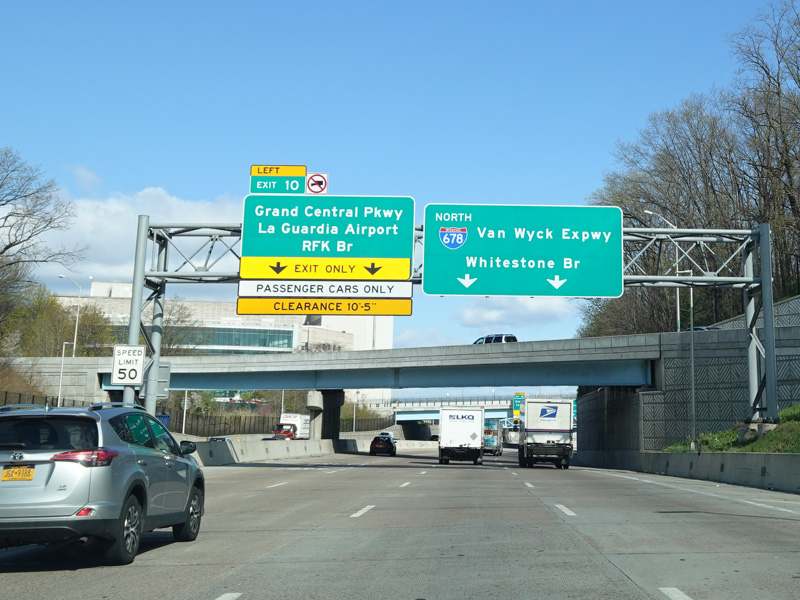 LEFT
EXIT 10
Grand Central Pkwy
La Guardia Airport
RFK Br
EXIT ONLY
PASSENGER CARS ONLY
CLEARANCE 10'-5"
NORTH
678 Van Wyck Expwy
Whitestone Br
SPEED
LIMIT
50
LKQ